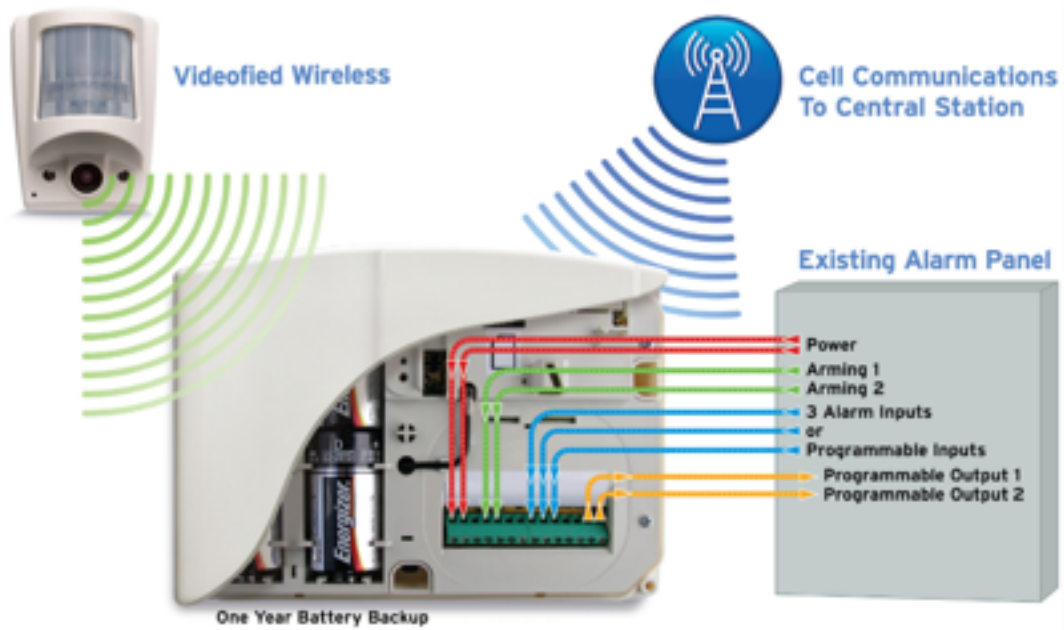 Videofied Wireless
Cell Communications
To Central Station
Existing Alarm Panel
Power
Arming 1
Arming 2
3 Alarm Inputs
or
Programmable Inputs
Programmable Output 1
Programmable Output 2
Energizer
One Year Battery Backup